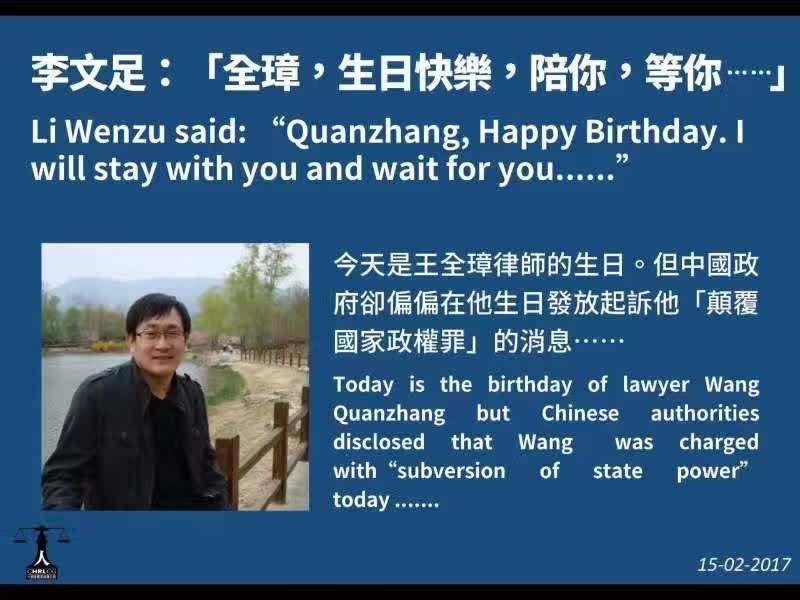 李文足：「全璋，生日快樂，陪你，等你……」
Li Wenzu said: “Quanzhang, Happy Birthday. I
will stay with you and wait for you......”
今天是王全璋律師的生日。但中國政
府卻偏偏在他生日發放起訴他「顛覆
國家政權罪」的消息……
Today is the birthday of lawyer Wang
Quanzhang but Chinese authorities
disclosed that Wang was charged
with“subversion of state power”
today .......
CHRLCG
15-02-2017